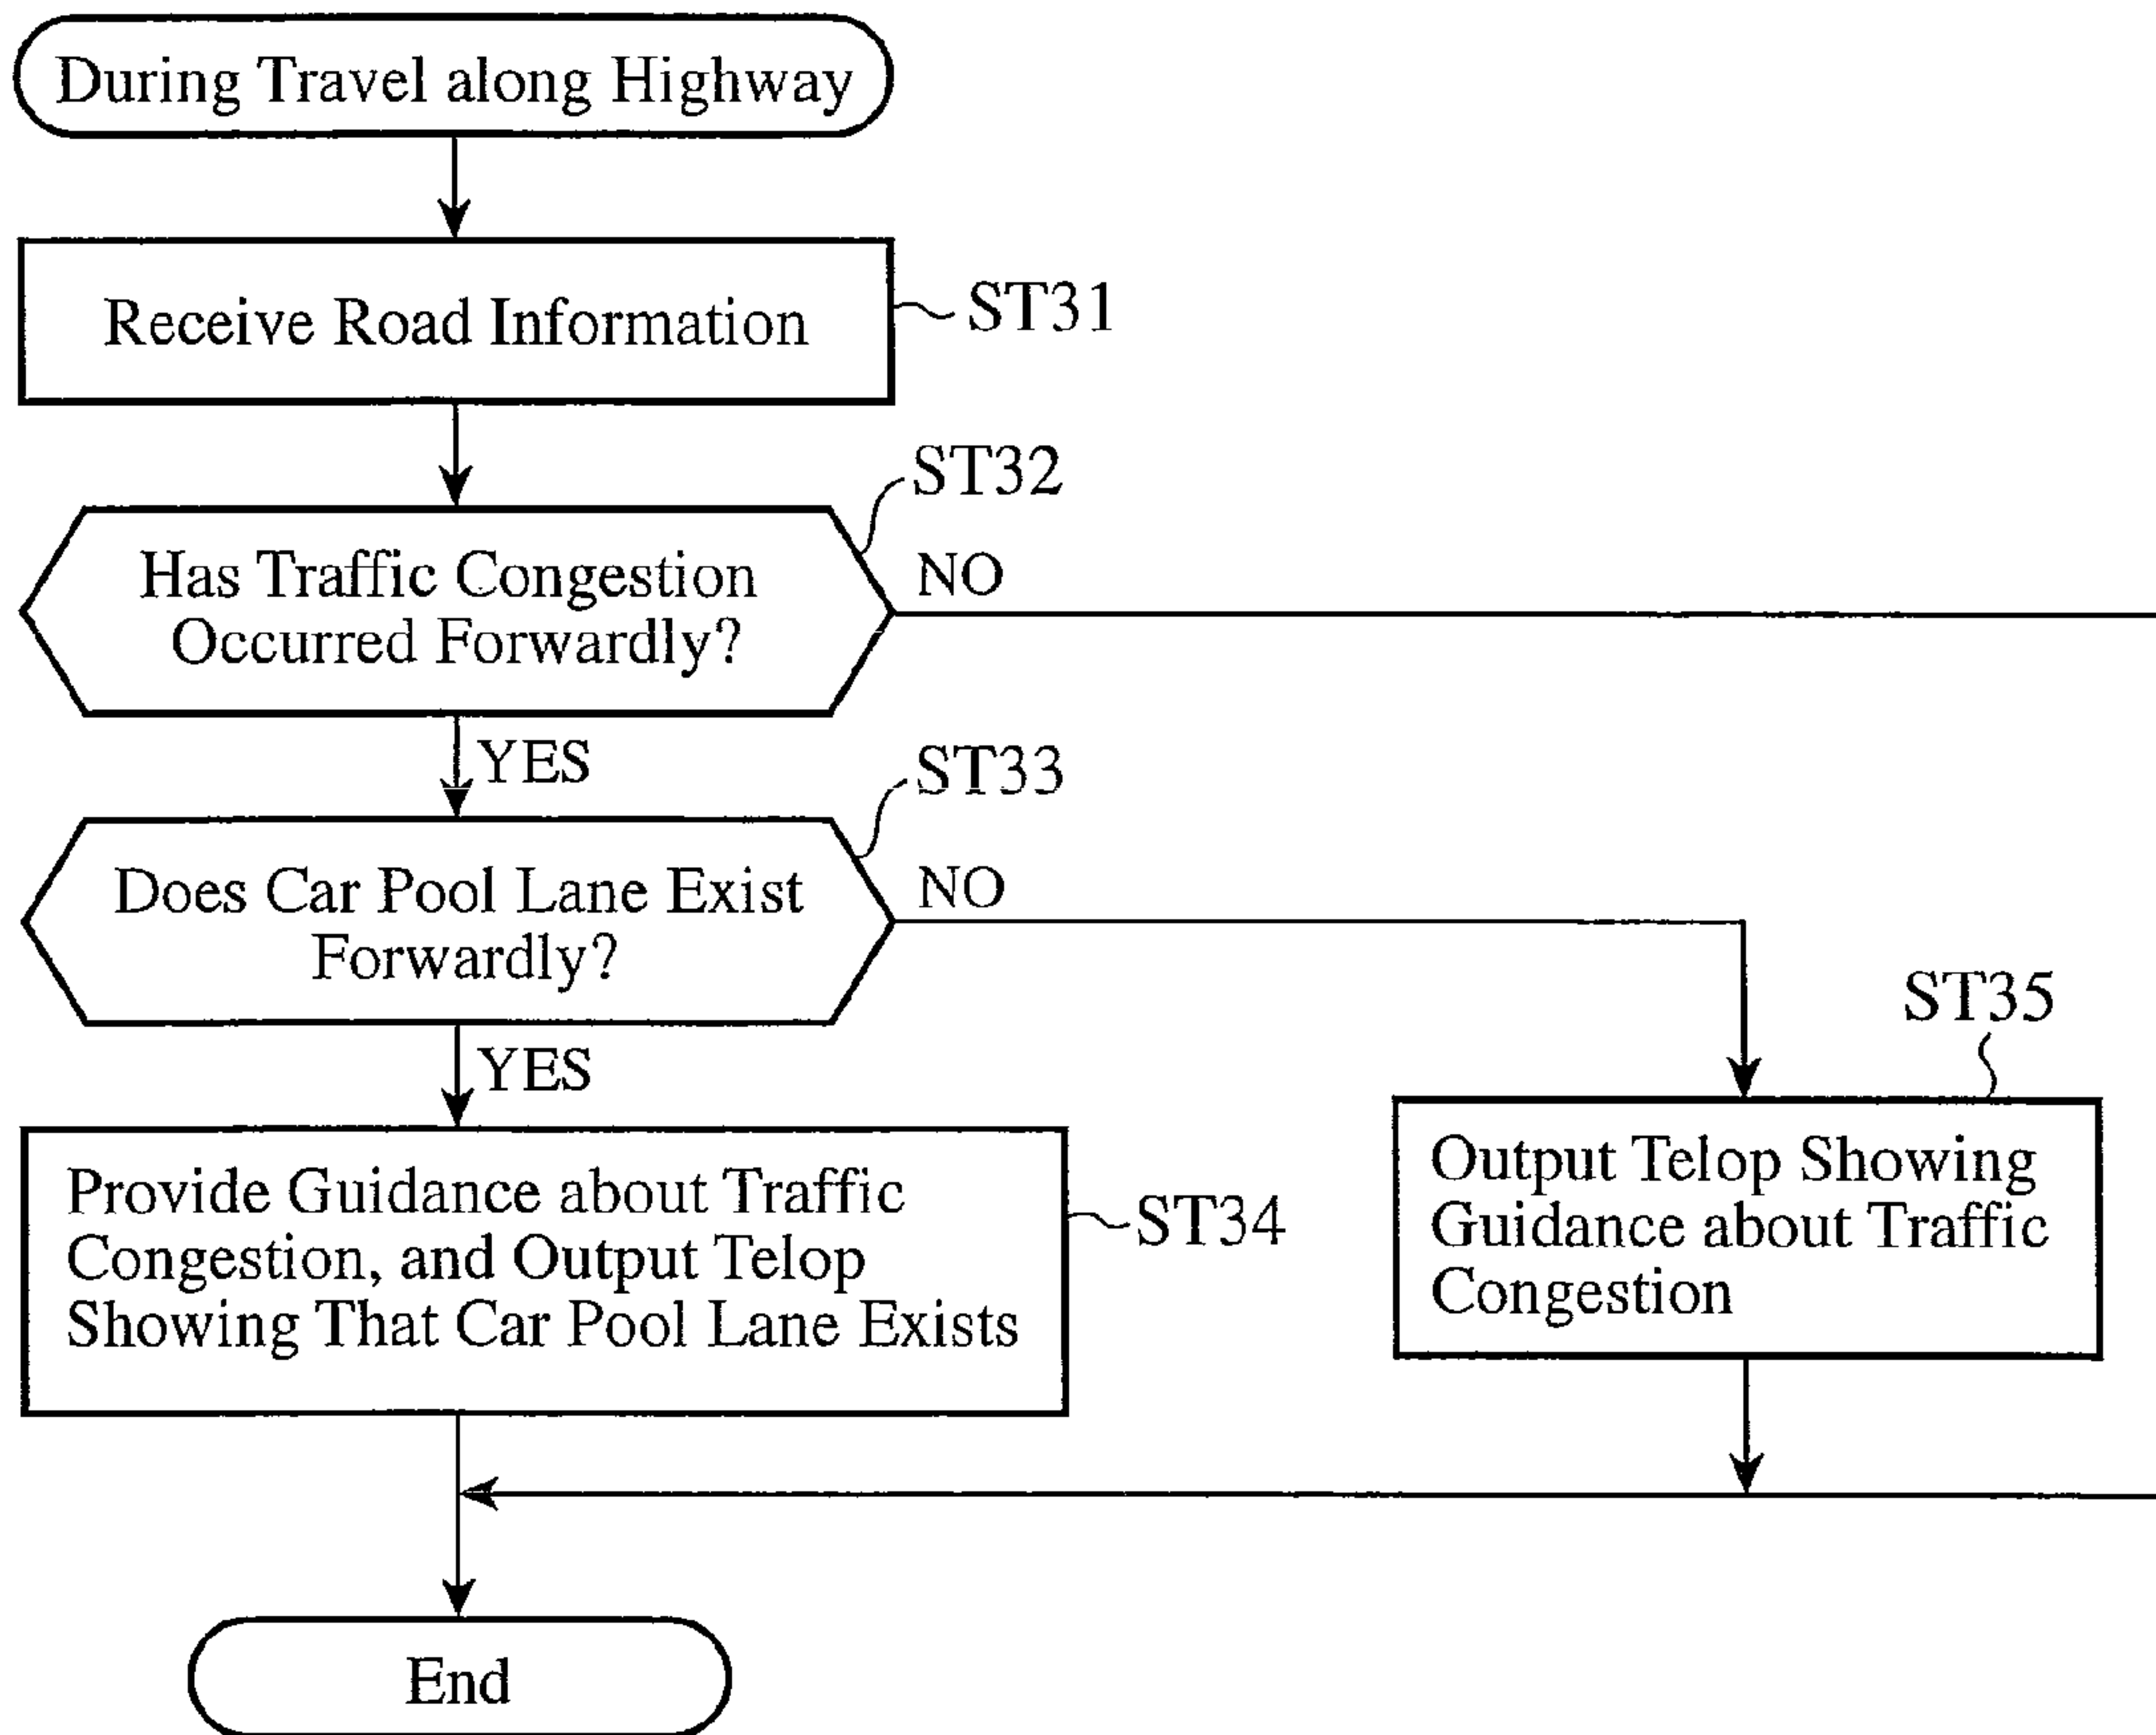 During Travel along Highway
Receive Road Information
ST31
ST32
Has Traffic Congestion
Occurred Forwardly?
NO
YES
ST33
Does Car Pool Lane Exist
Forwardly?
NO
YES
ST35
Provide Guidance about Traffic
Congestion, and Output Telop
Showing That Car Pool Lane Exists
ST34
Output Telop Showing
Guidance about Traffic
Congestion
End